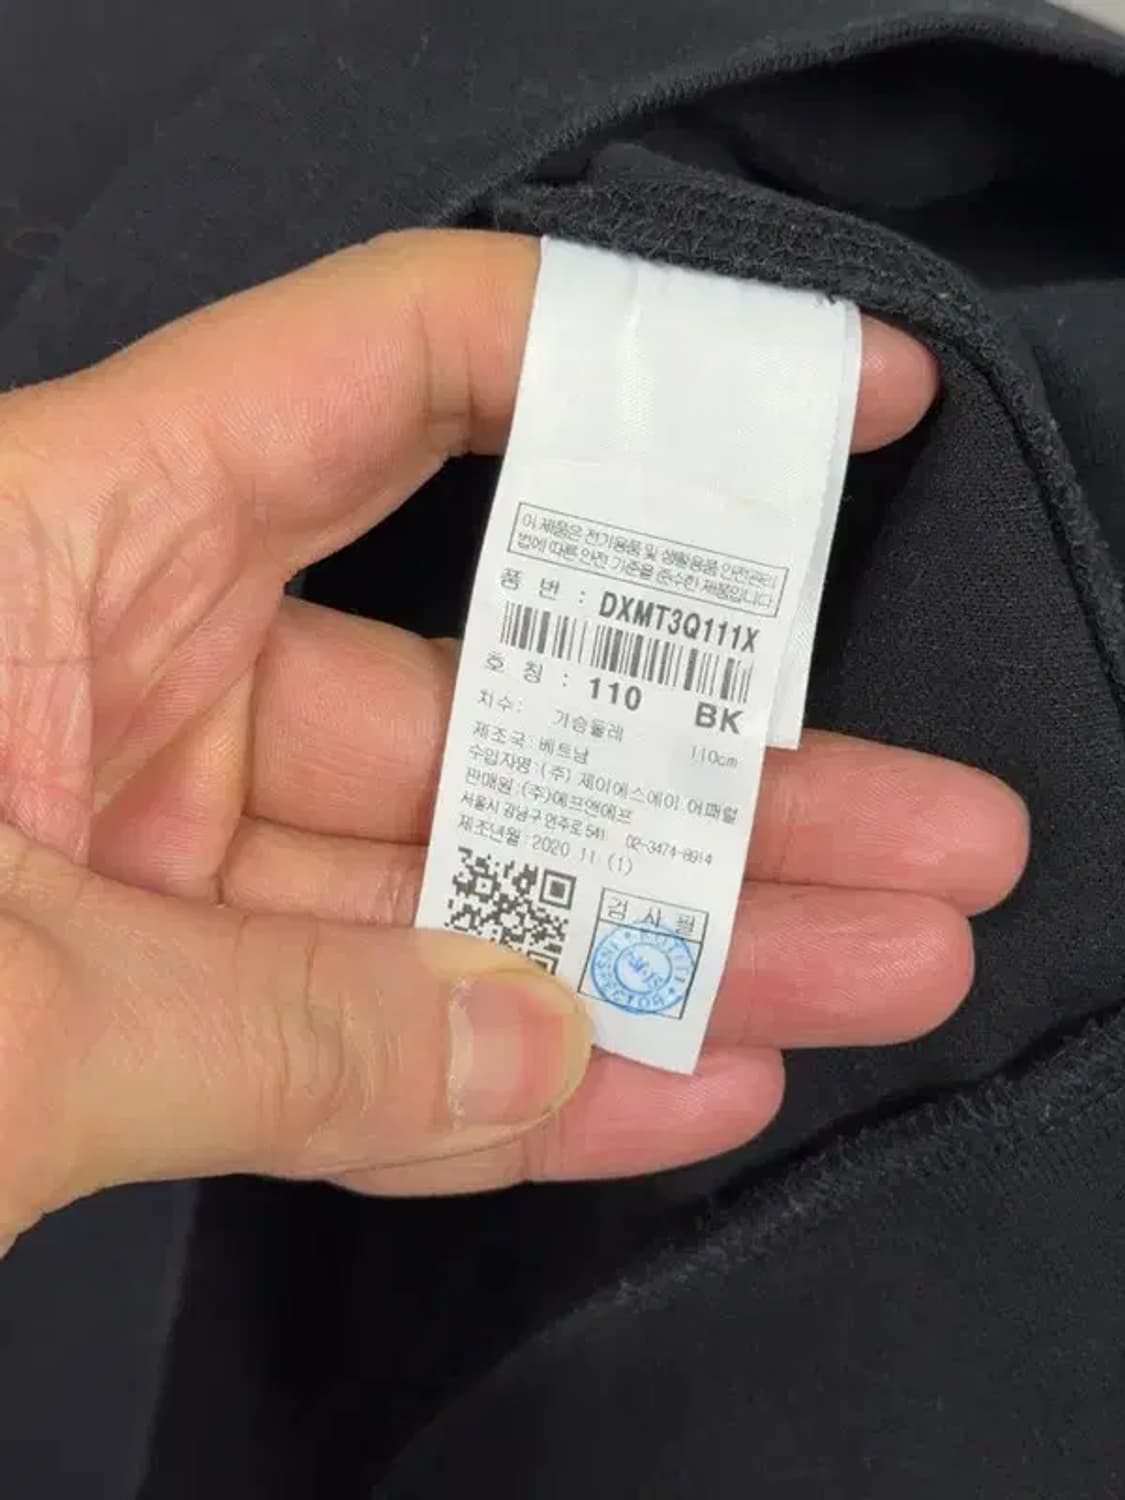 이 제품은 전기용품 및 생활용품 안전관리
법에 따른 안전 기준을 준수한 제품입니다
품 번 : DXMT3Q111X
호 칭 : 110 BK
치수: 가슴둘레 110cm
제조국: 베트남
수입자명:(주) 제이에스에이 어패럴
판매원:(주)에프앤에프
서울시 강남구 언주로 541 02-3474-8914
제조년월:2020 11 (1)
검 사 필